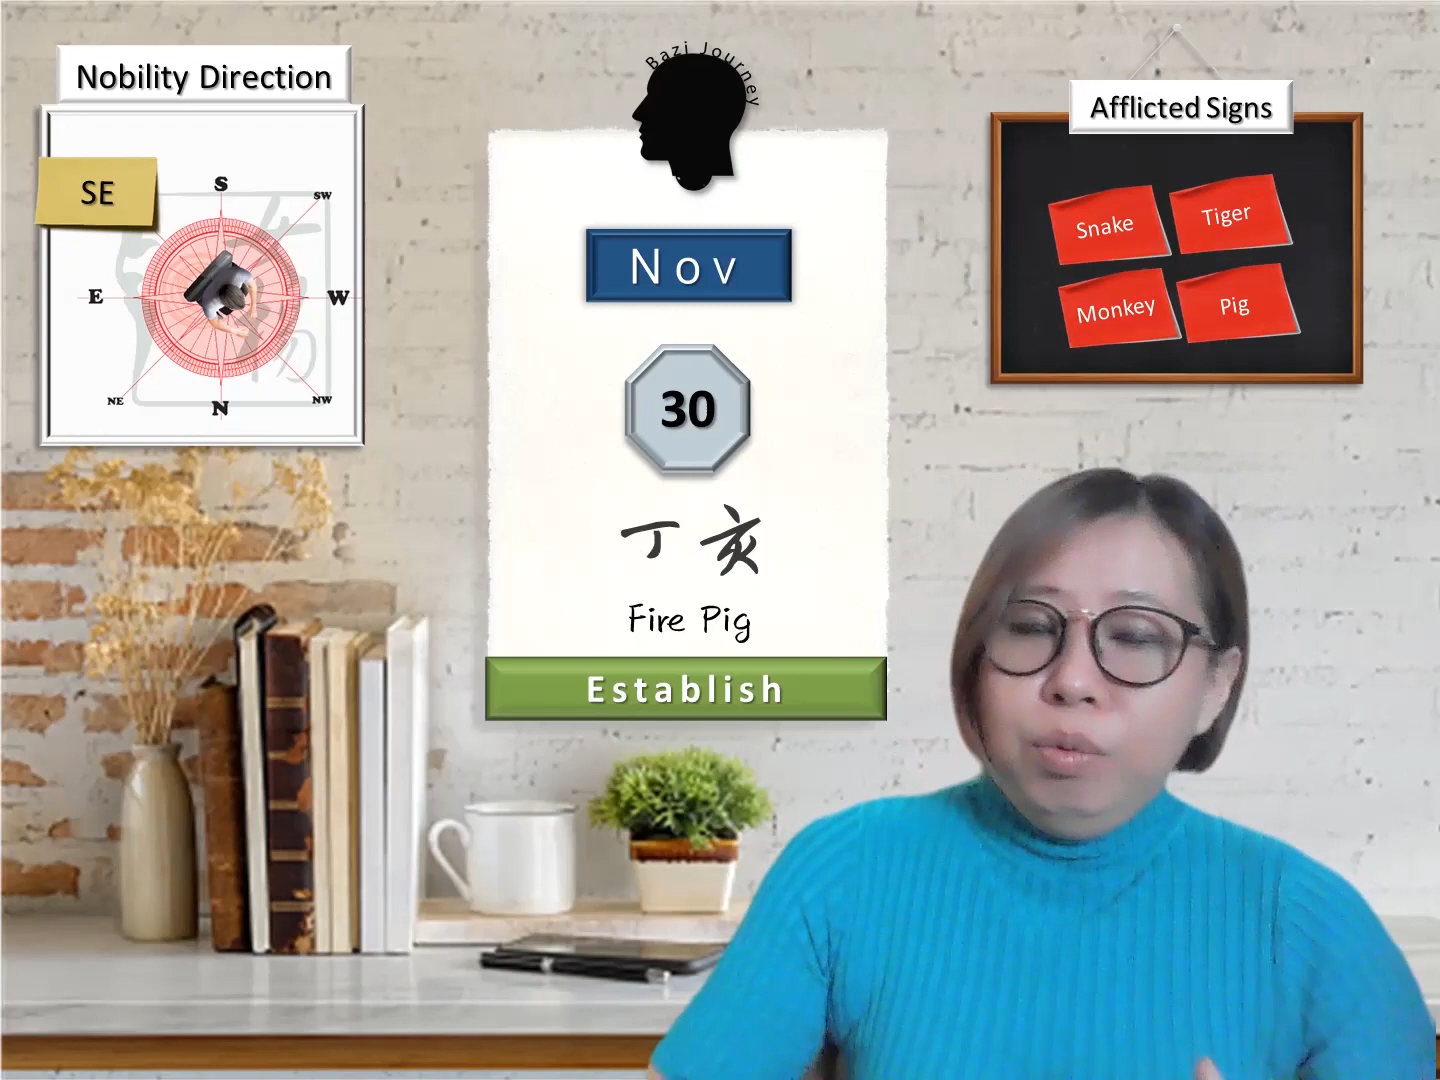 Nobility Direction
SE
S
SW
E
W
NE
N
NW
Bazi Journey
Nov
30
丁亥
Fire Pig
Establish
Afflicted Signs
Snake
Tiger
Monkey
Pig